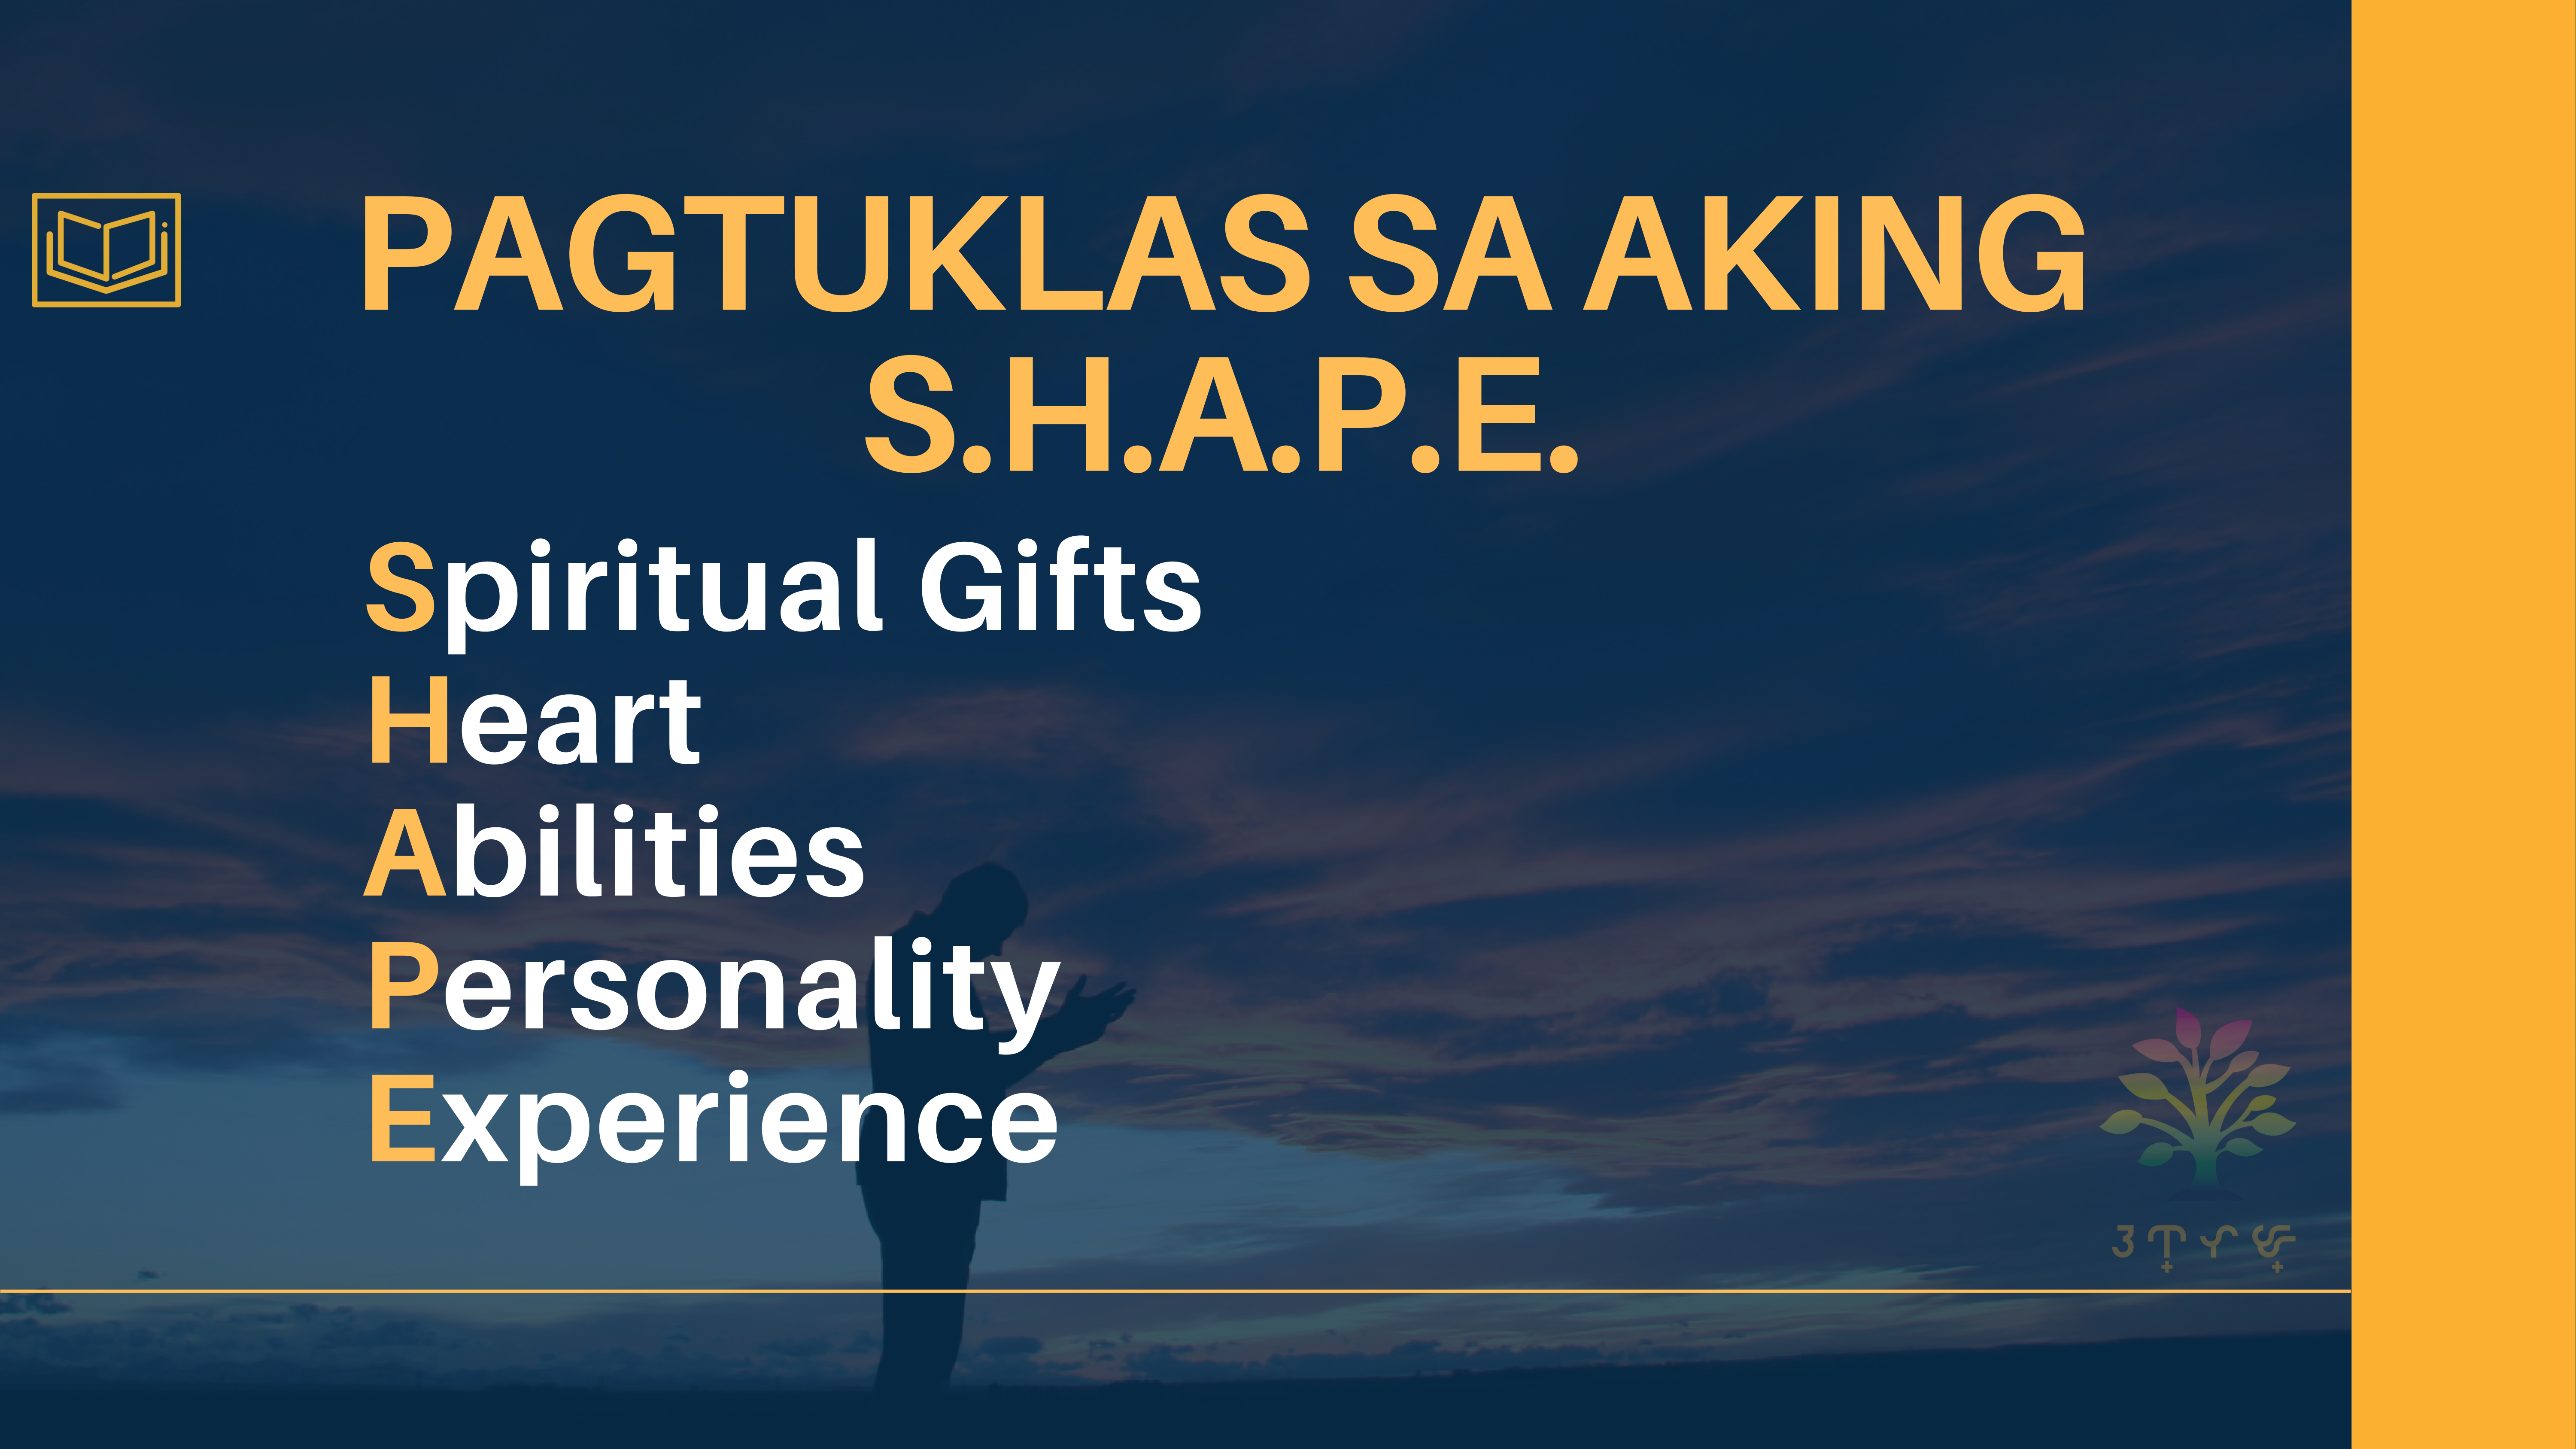 PAGTUKLAS SA AKING
S.H.A.P.E.
Spiritual Gifts
Heart
Abilities
Personality
Experience